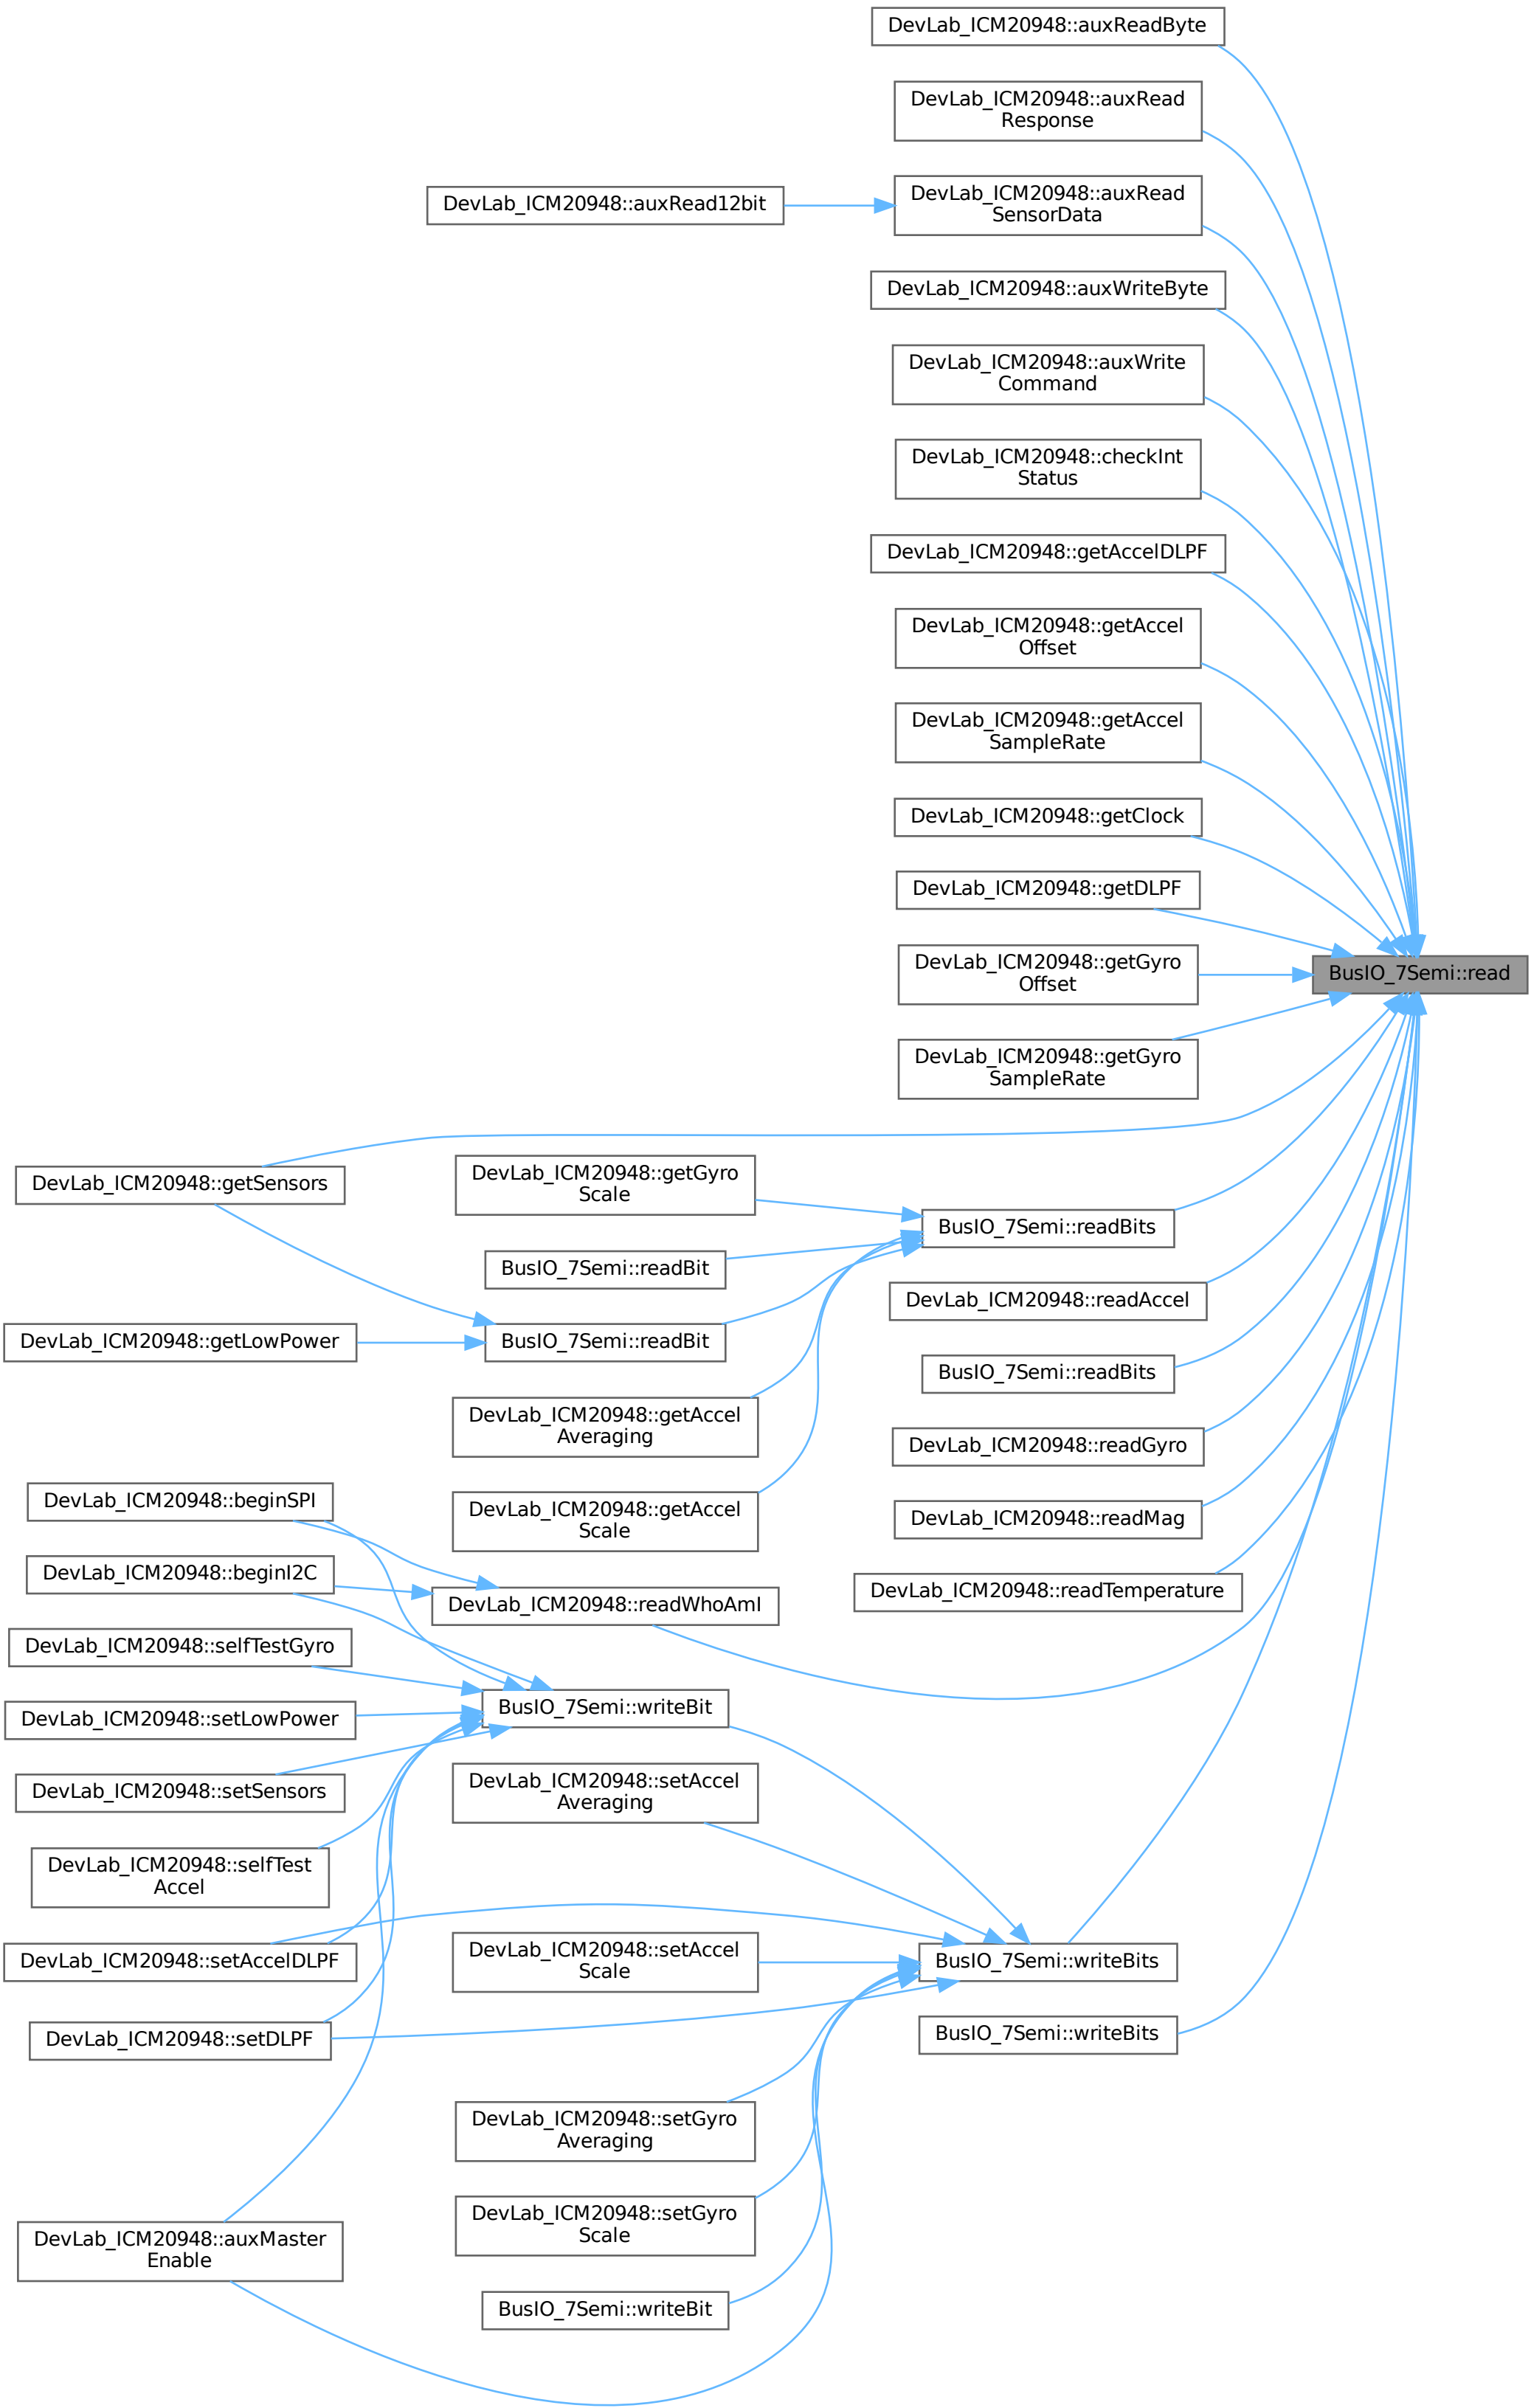 DevLab_ICM20948::auxReadByte
DevLab_ICM20948::auxRead
Response
DevLab_ICM20948::auxRead
SensorData
DevLab_ICM20948::auxRead12bit
DevLab_ICM20948::auxWriteByte
DevLab_ICM20948::auxWrite
Command
DevLab_ICM20948::checkInt
Status
DevLab_ICM20948::getAccelDLPF
DevLab_ICM20948::getAccel
Offset
DevLab_ICM20948::getAccel
SampleRate
DevLab_ICM20948::getClock
DevLab_ICM20948::getDLPF
DevLab_ICM20948::getGyro
Offset
BusIO_7Semi::read
DevLab_ICM20948::getGyro
SampleRate
DevLab_ICM20948::getSensors
DevLab_ICM20948::getGyro
Scale
BusIO_7Semi::readBits
BusIO_7Semi::readBit
DevLab_ICM20948::readAccel
DevLab_ICM20948::getLowPower
BusIO_7Semi::readBit
BusIO_7Semi::readBits
DevLab_ICM20948::getAccel
Averaging
DevLab_ICM20948::readGyro
DevLab_ICM20948::beginSPI
DevLab_ICM20948::getAccel
Scale
DevLab_ICM20948::readMag
DevLab_ICM20948::beginI2C
DevLab_ICM20948::readWhoAmI
DevLab_ICM20948::readTemperature
DevLab_ICM20948::selfTestGyro
DevLab_ICM20948::setLowPower
BusIO_7Semi::writeBit
DevLab_ICM20948::setSensors
DevLab_ICM20948::setAccel
Averaging
DevLab_ICM20948::selfTest
Accel
DevLab_ICM20948::setAccelDLPF
DevLab_ICM20948::setAccel
Scale
BusIO_7Semi::writeBits
DevLab_ICM20948::setDLPF
BusIO_7Semi::writeBits
DevLab_ICM20948::setGyro
Averaging
DevLab_ICM20948::setGyro
Scale
DevLab_ICM20948::auxMaster
Enable
BusIO_7Semi::writeBit